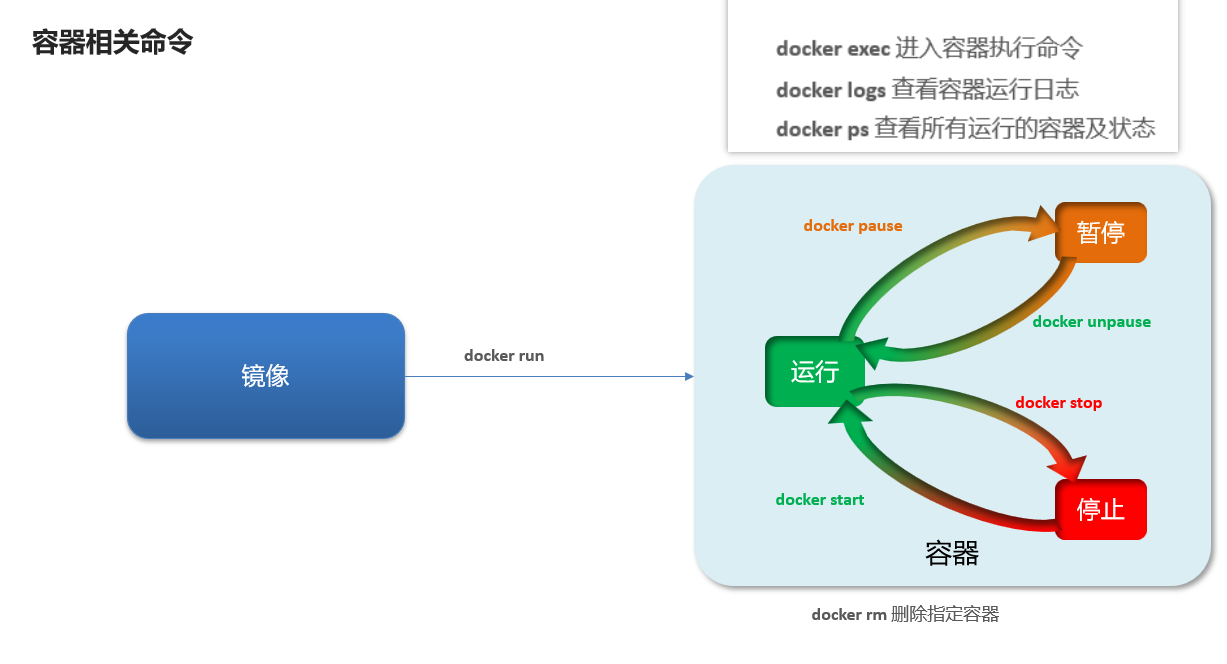 容器相关命令
docker exec 进入容器执行命令
docker logs 查看容器运行日志
docker ps 查看所有运行的容器及状态
docker pause
暂停
docker unpause
镜像
docker run
运行
docker stop
docker start
停止
容器
docker rm 删除指定容器